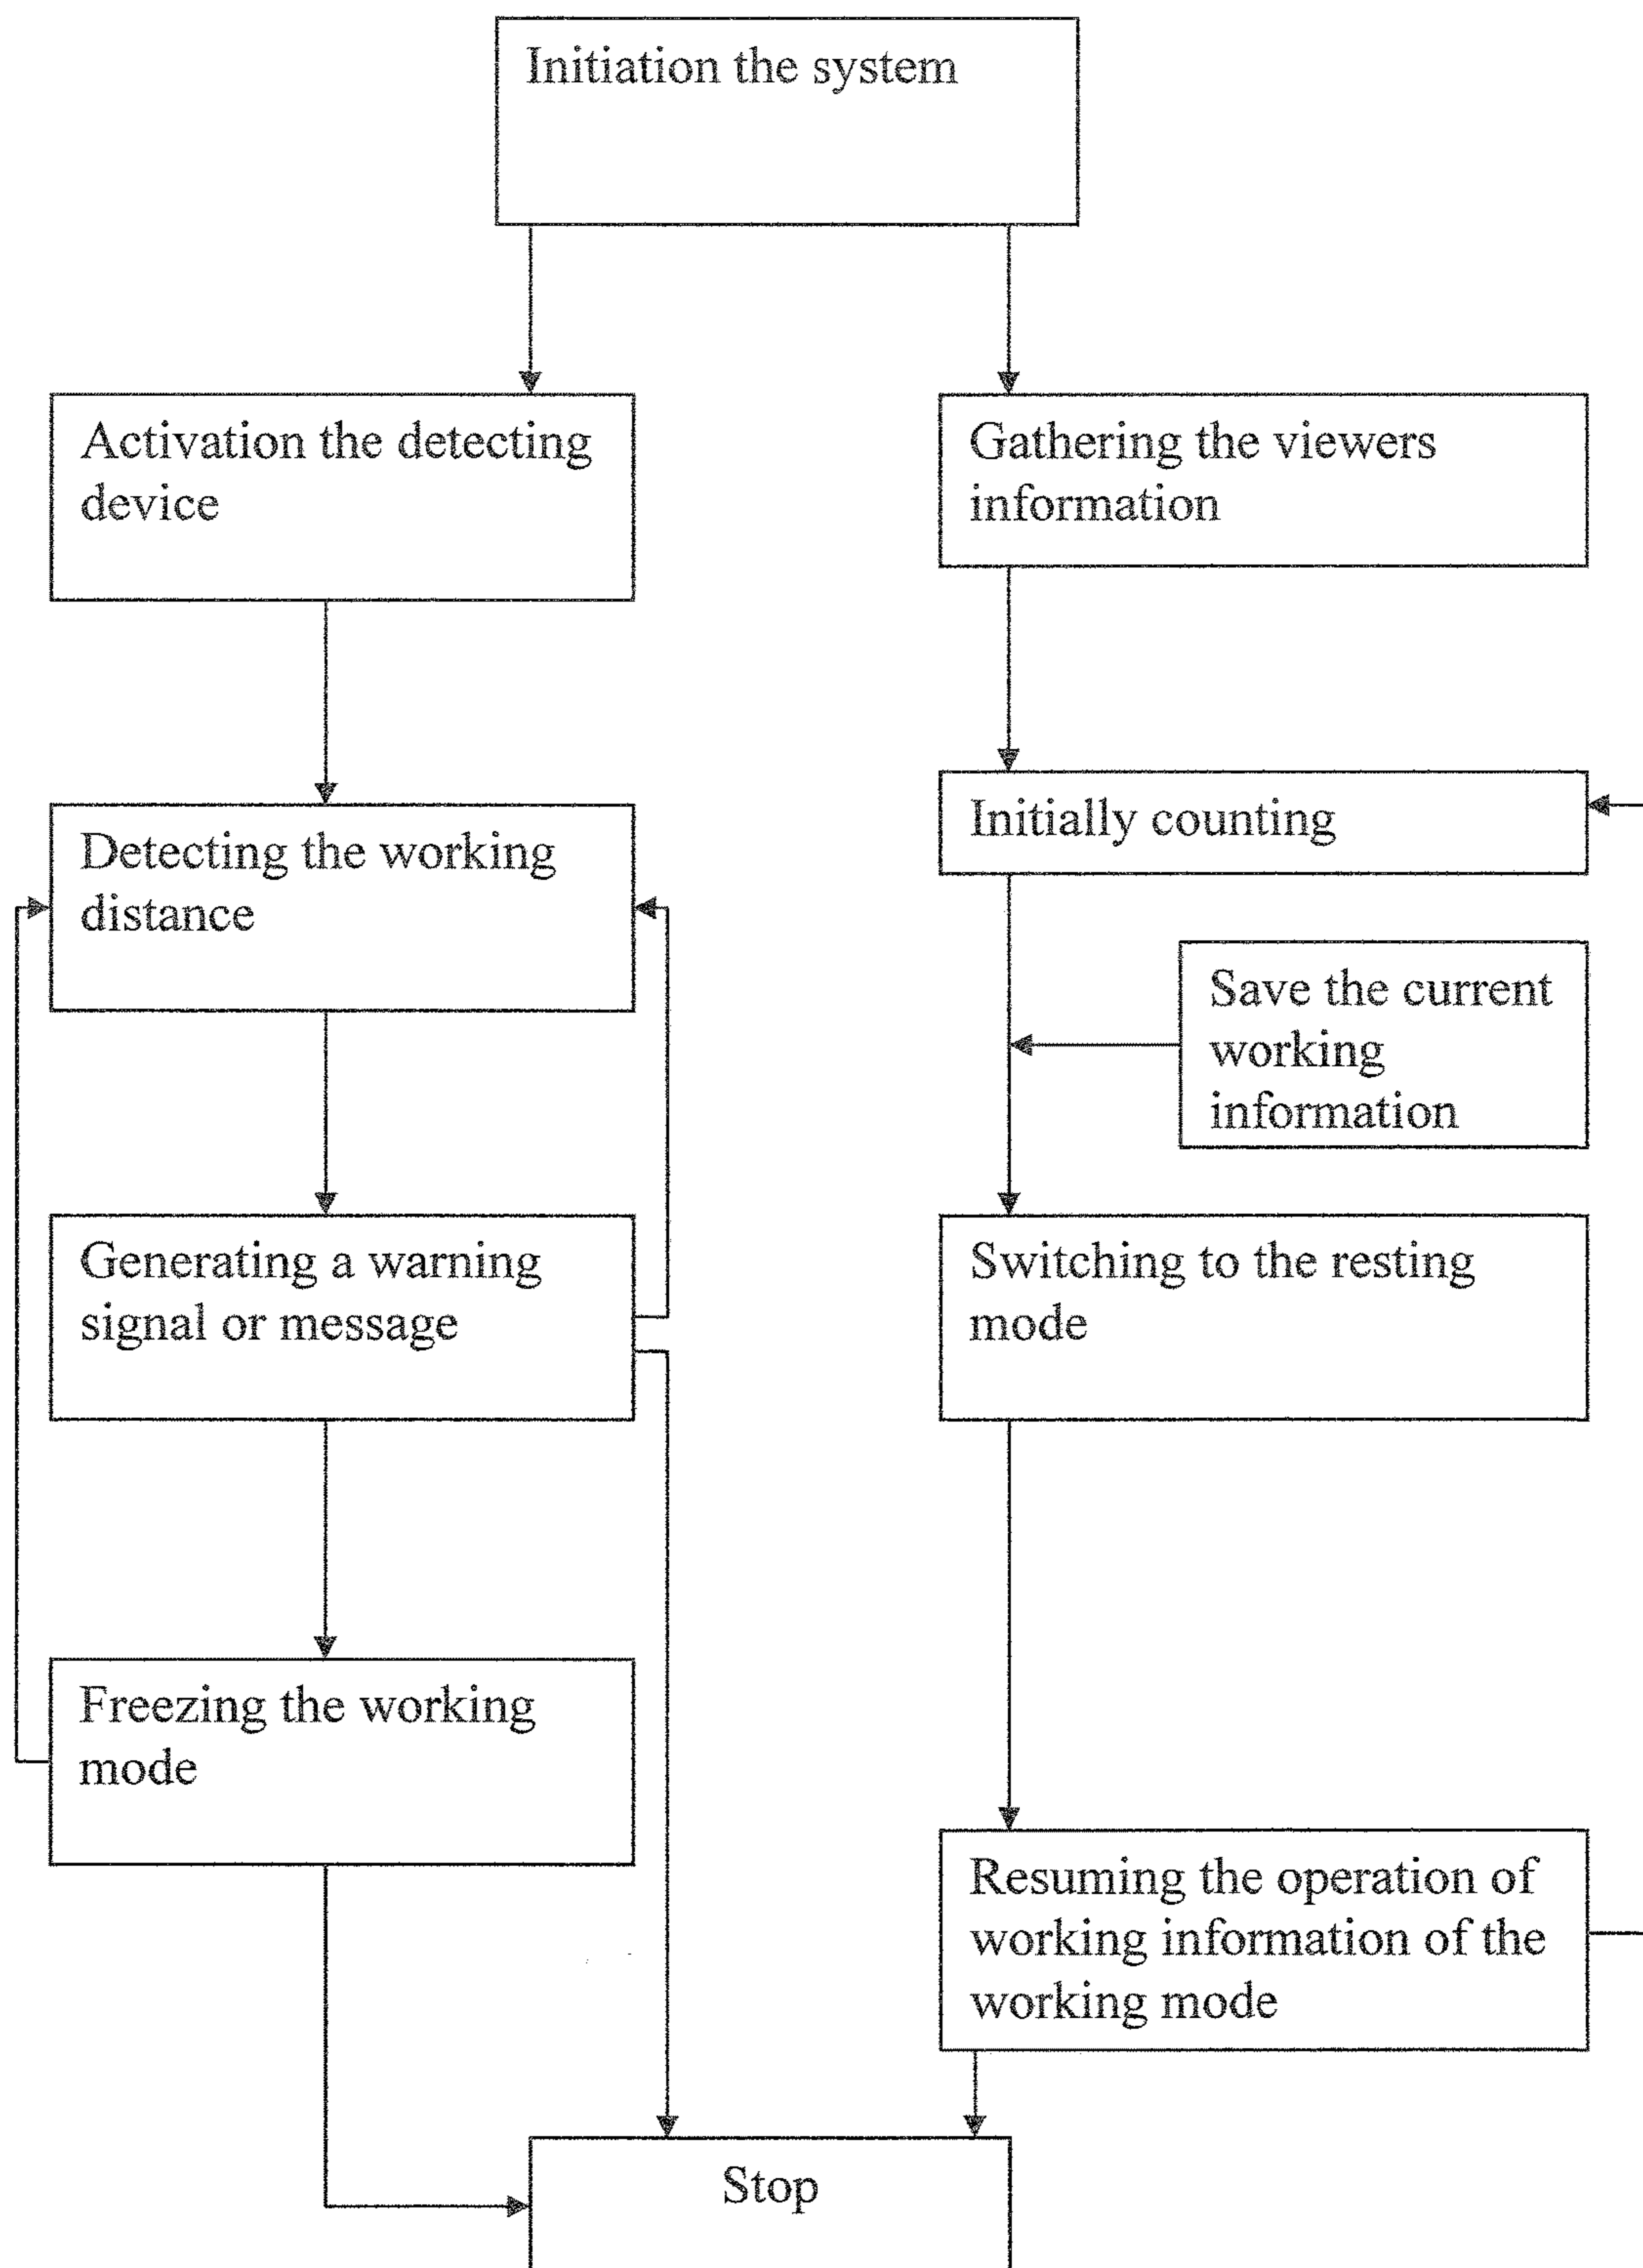 Initiation the system
Activation the detecting
device
Gathering the viewers
information
Detecting the working
distance
Initially counting
Save the current
working
information
Generating a warning
signal or message
Switching to the resting
mode
Freezing the working
mode
Resuming the operation of
working information of the
working mode
Stop